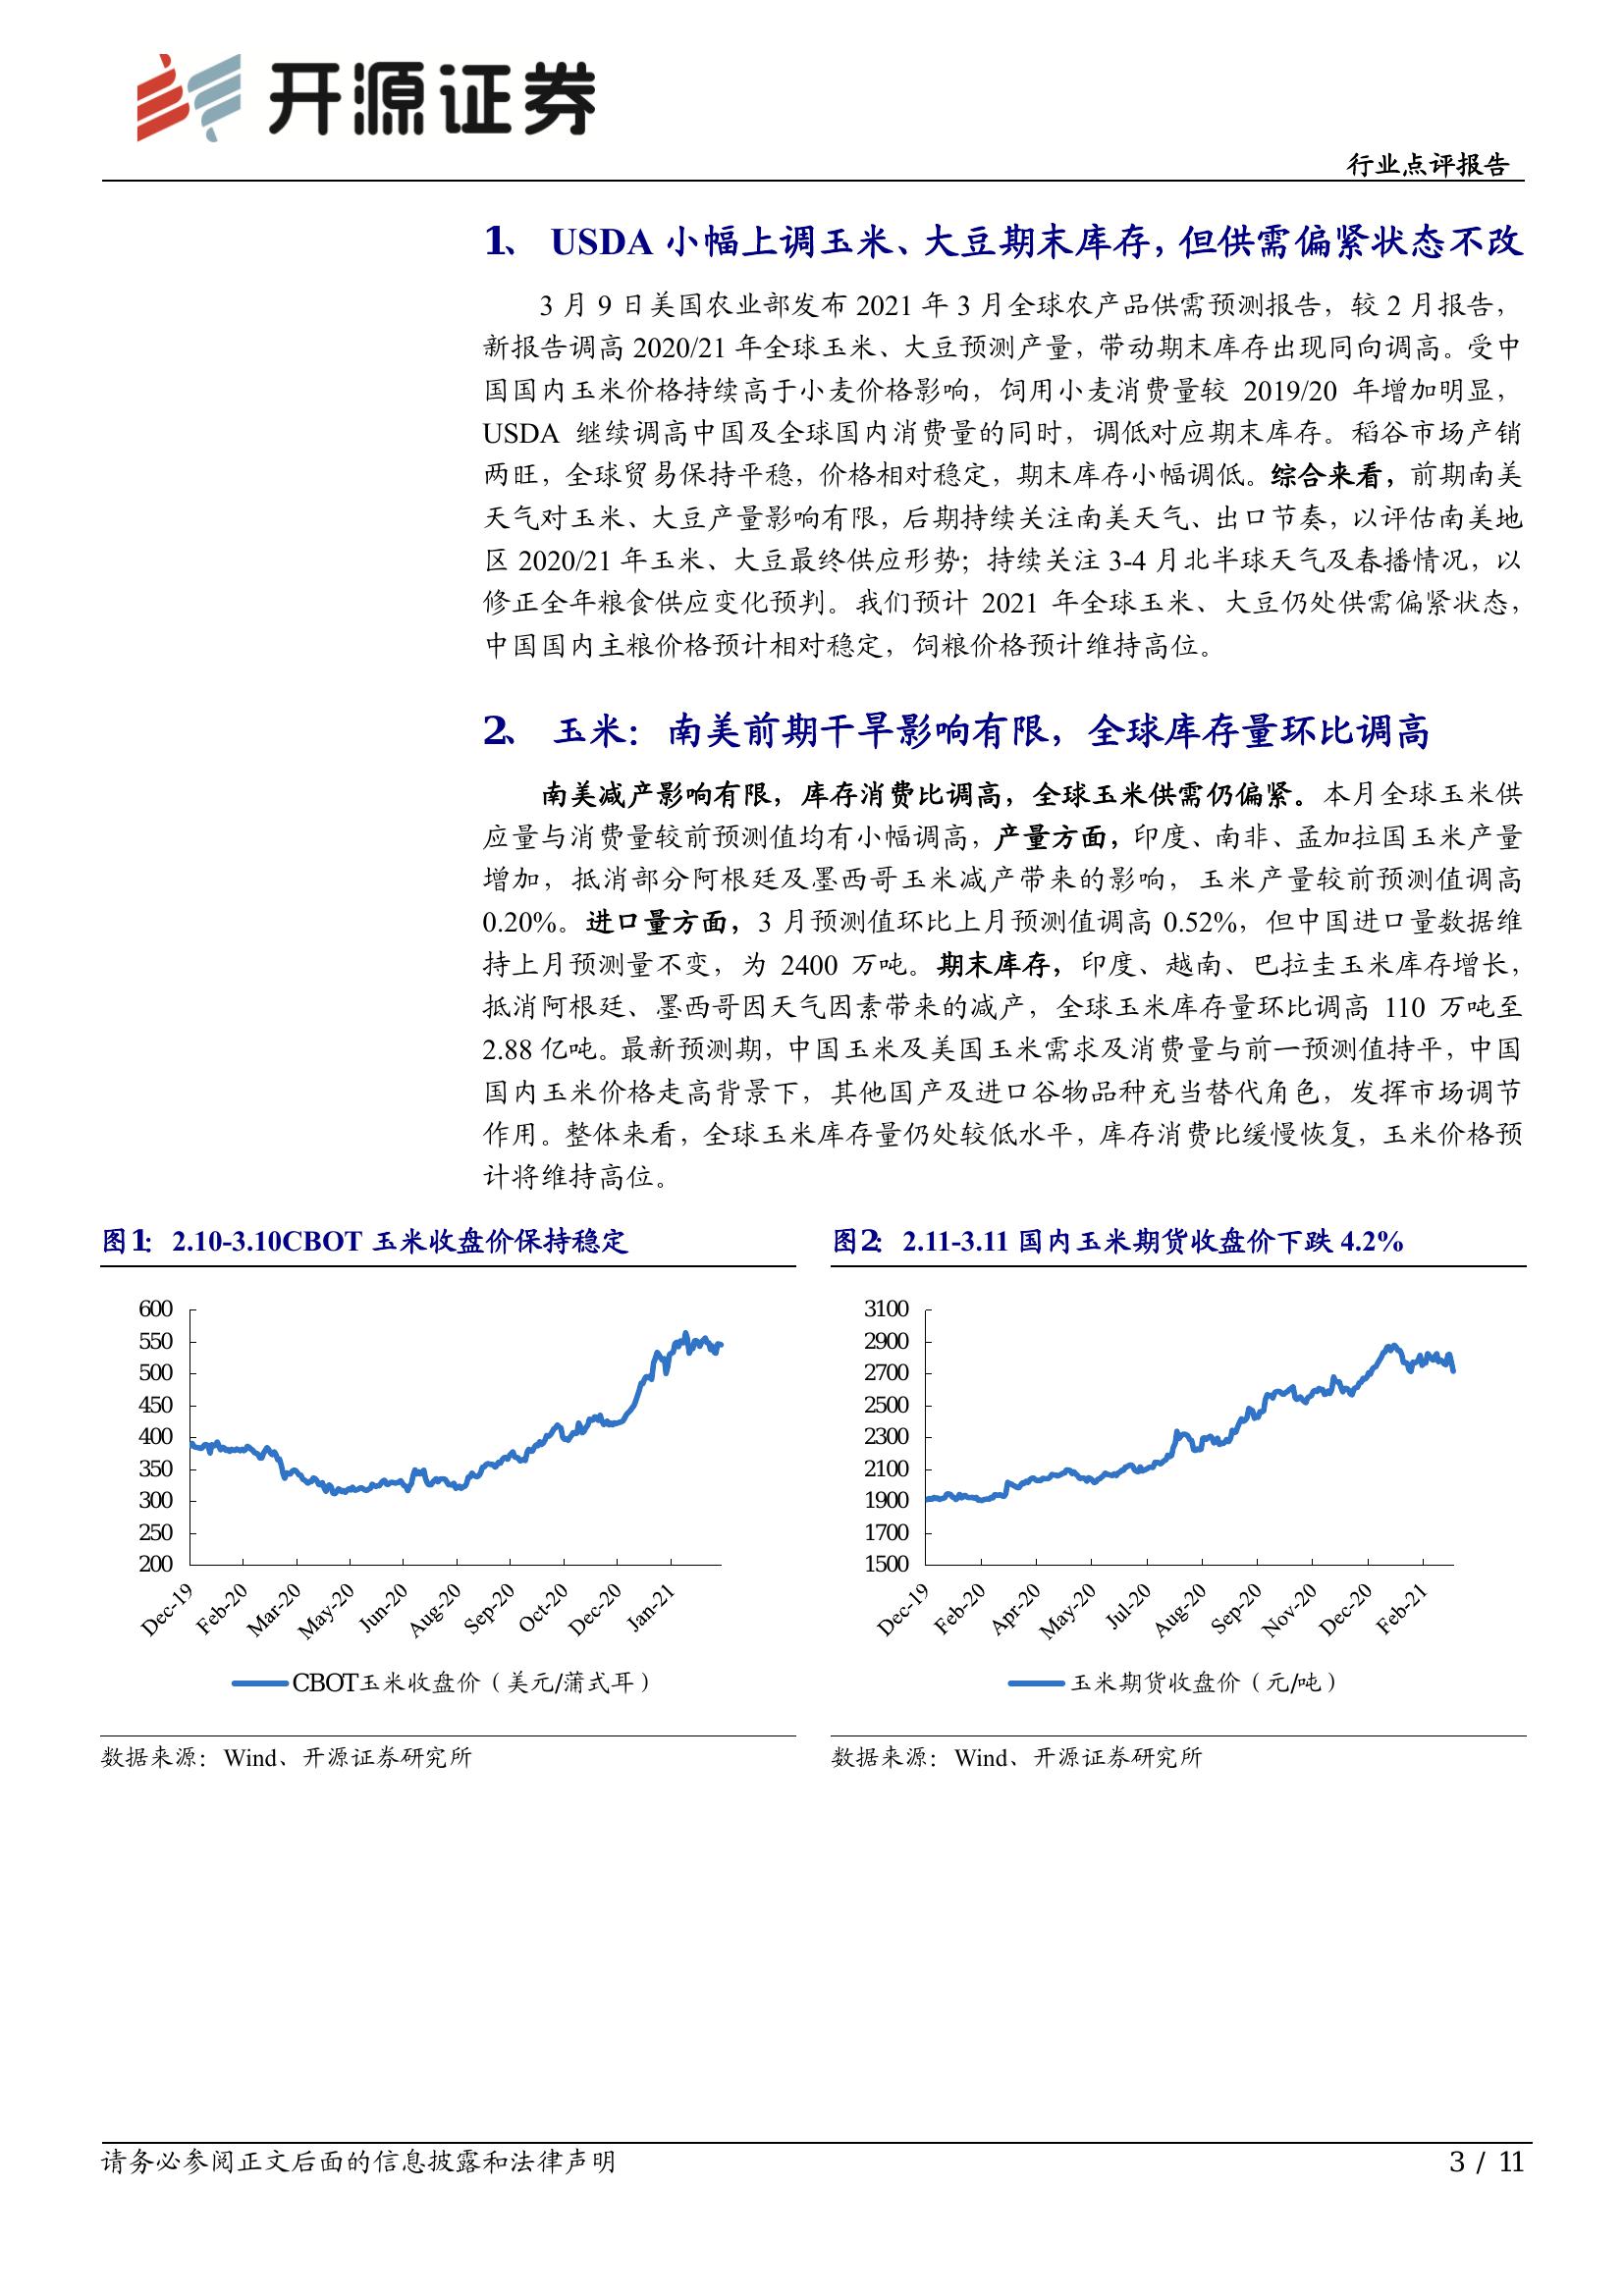 开源证券
行业点评报告
1、 USDA 小幅上调玉米、大豆期末库存，但供需偏紧状态不改
3 月 9 日美国农业部发布 2021 年 3 月全球农产品供需预测报告，较 2 月报告，
新报告调高 2020/21 年全球玉米、大豆预测产量，带动期末库存出现同向调高。受中
国国内玉米价格持续高于小麦价格影响，饲用小麦消费量较 2019/20 年增加明显，
USDA 继续调高中国及全球国内消费量的同时，调低对应期末库存。稻谷市场产销
两旺，全球贸易保持平稳，价格相对稳定，期末库存小幅调低。综合来看，前期南美
天气对玉米、大豆产量影响有限，后期持续关注南美天气、出口节奏，以评估南美地
区 2020/21 年玉米、大豆最终供应形势；持续关注 3-4 月北半球天气及春播情况，以
修正全年粮食供应变化预判。我们预计 2021 年全球玉米、大豆仍处供需偏紧状态，
中国国内主粮价格预计相对稳定，饲粮价格预计维持高位。
2、 玉米：南美前期干旱影响有限，全球库存量环比调高
南美减产影响有限，库存消费比调高，全球玉米供需仍偏紧。本月全球玉米供
应量与消费量较前预测值均有小幅调高，产量方面，印度、南非、孟加拉国玉米产量
增加，抵消部分阿根廷及墨西哥玉米减产带来的影响，玉米产量较前预测值调高
0.20%。进口量方面，3 月预测值环比上月预测值调高 0.52%，但中国进口量数据维
持上月预测量不变，为 2400 万吨。期末库存，印度、越南、巴拉圭玉米库存增长，
抵消阿根廷、墨西哥因天气因素带来的减产，全球玉米库存量环比调高 110 万吨至
2.88 亿吨。最新预测期，中国玉米及美国玉米需求及消费量与前一预测值持平，中国
国内玉米价格走高背景下，其他国产及进口谷物品种充当替代角色，发挥市场调节
作用。整体来看，全球玉米库存量仍处较低水平，库存消费比缓慢恢复，玉米价格预
计将维持高位。
图1：2.10-3.10CBOT 玉米收盘价保持稳定
600
550
500
450
400
350
300
250
200
Dec-19 Feb-20 Mar-20 May-20 Jun-20 Aug-20 Sep-20 Oct-20 Dec-20 Jan-21
CBOT玉米收盘价（美元/蒲式耳）
数据来源：Wind、开源证券研究所
图2：2.11-3.11 国内玉米期货收盘价下跌 4.2%
3100
2900
2700
2500
2300
2100
1900
1700
1500
Dec-19 Feb-20 Apr-20 May-20 Jul-20 Aug-20 Sep-20 Nov-20 Dec-20 Feb-21
玉米期货收盘价（元/吨）
数据来源：Wind、开源证券研究所
请务必参阅正文后面的信息披露和法律声明
3 / 11